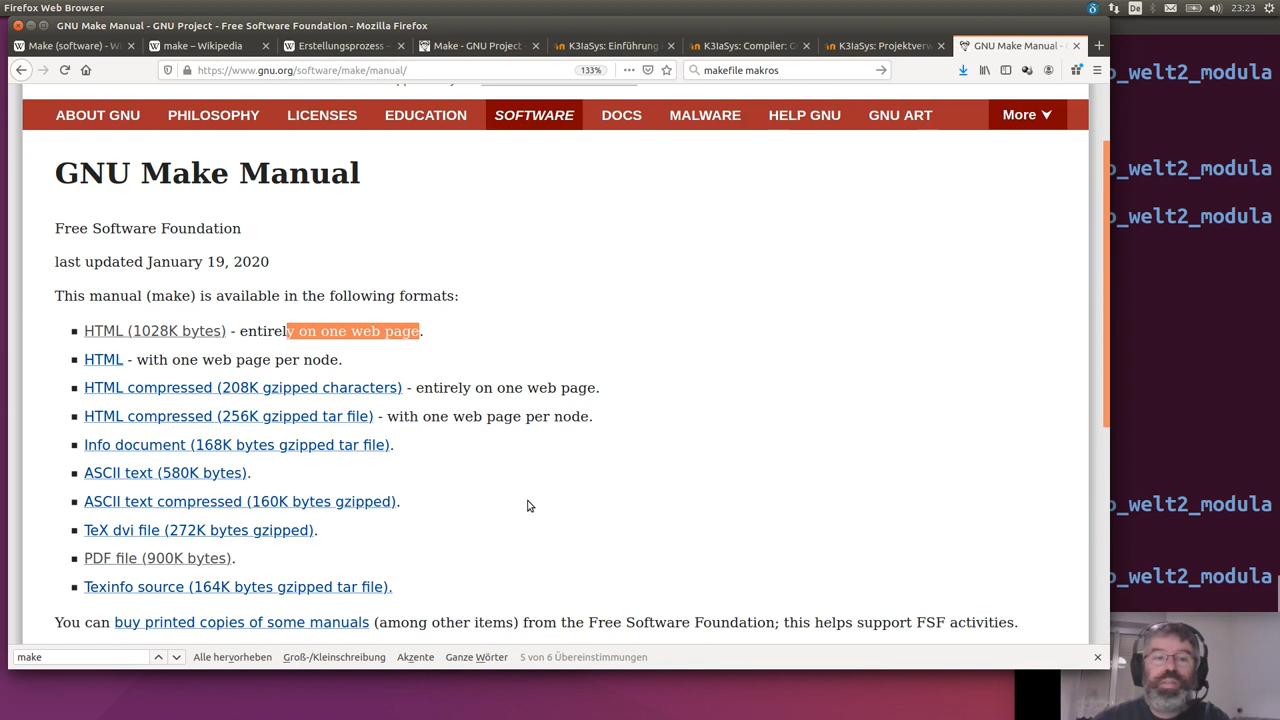 Firefox Web Browser
De
23:23
GNU Make Manual - GNU Project - Free Software Foundation - Mozilla Firefox
Make (software) - Wi
make – Wikipedia
Erstellungsprozess –
Make - GNU Project -
K3IaSys: Einführung
K3IaSys: Compiler: G
K3IaSys: Projektverw
GNU Make Manual -
https://www.gnu.org/software/make/manual/
133%
makefile makros
ABOUT GNU
PHILOSOPHY
LICENSES
EDUCATION
SOFTWARE
DOCS
MALWARE
HELP GNU
GNU ART
More
GNU Make Manual
Free Software Foundation
last updated January 19, 2020
This manual (make) is available in the following formats:
HTML (1028K bytes) - entirely on one web page.
HTML - with one web page per node.
HTML compressed (208K gzipped characters) - entirely on one web page.
HTML compressed (256K gzipped tar file) - with one web page per node.
Info document (168K bytes gzipped tar file).
ASCII text (580K bytes).
ASCII text compressed (160K bytes gzipped).
TeX dvi file (272K bytes gzipped).
PDF file (900K bytes).
Texinfo source (164K bytes gzipped tar file).
You can buy printed copies of some manuals (among other items) from the Free Software Foundation; this helps support FSF activities.
make
Alle hervorheben
Groß-/Kleinschreibung
Akzente
Ganze Wörter
5 von 6 Übereinstimmungen
o_welt2_modula
o_welt2_modula
o_welt2_modula
o_welt2_modula
o_welt2_modula